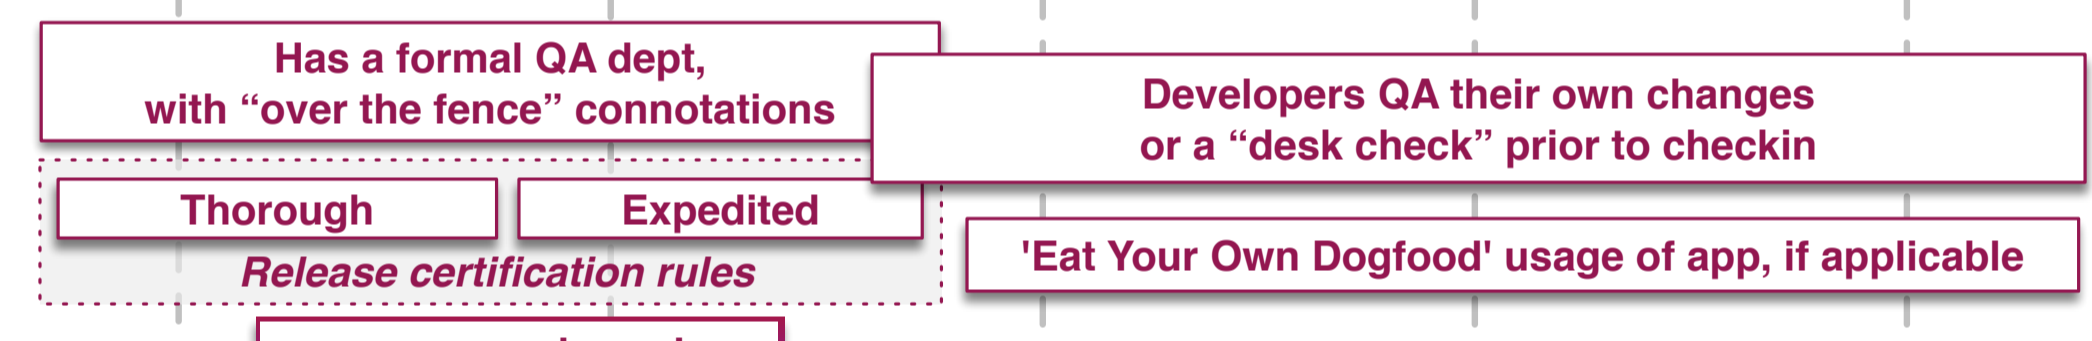 Has a formal QA dept,
with “over the fence” connotations
Developers QA their own changes
or a “desk check” prior to checkin
Thorough
Expedited
Release certification rules
'Eat Your Own Dogfood' usage of app, if applicable